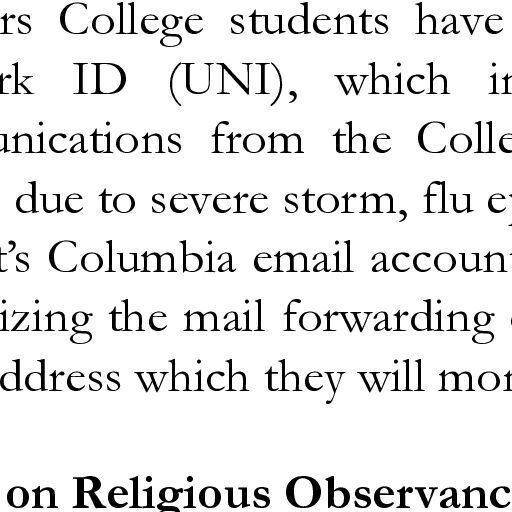 rs College students have
rk ID (UNI), which in
unications from the Colle
due to severe storm, flu ep
t’s Columbia email account
izing the mail forwarding
ddress which they will mon
on Religious Observanc